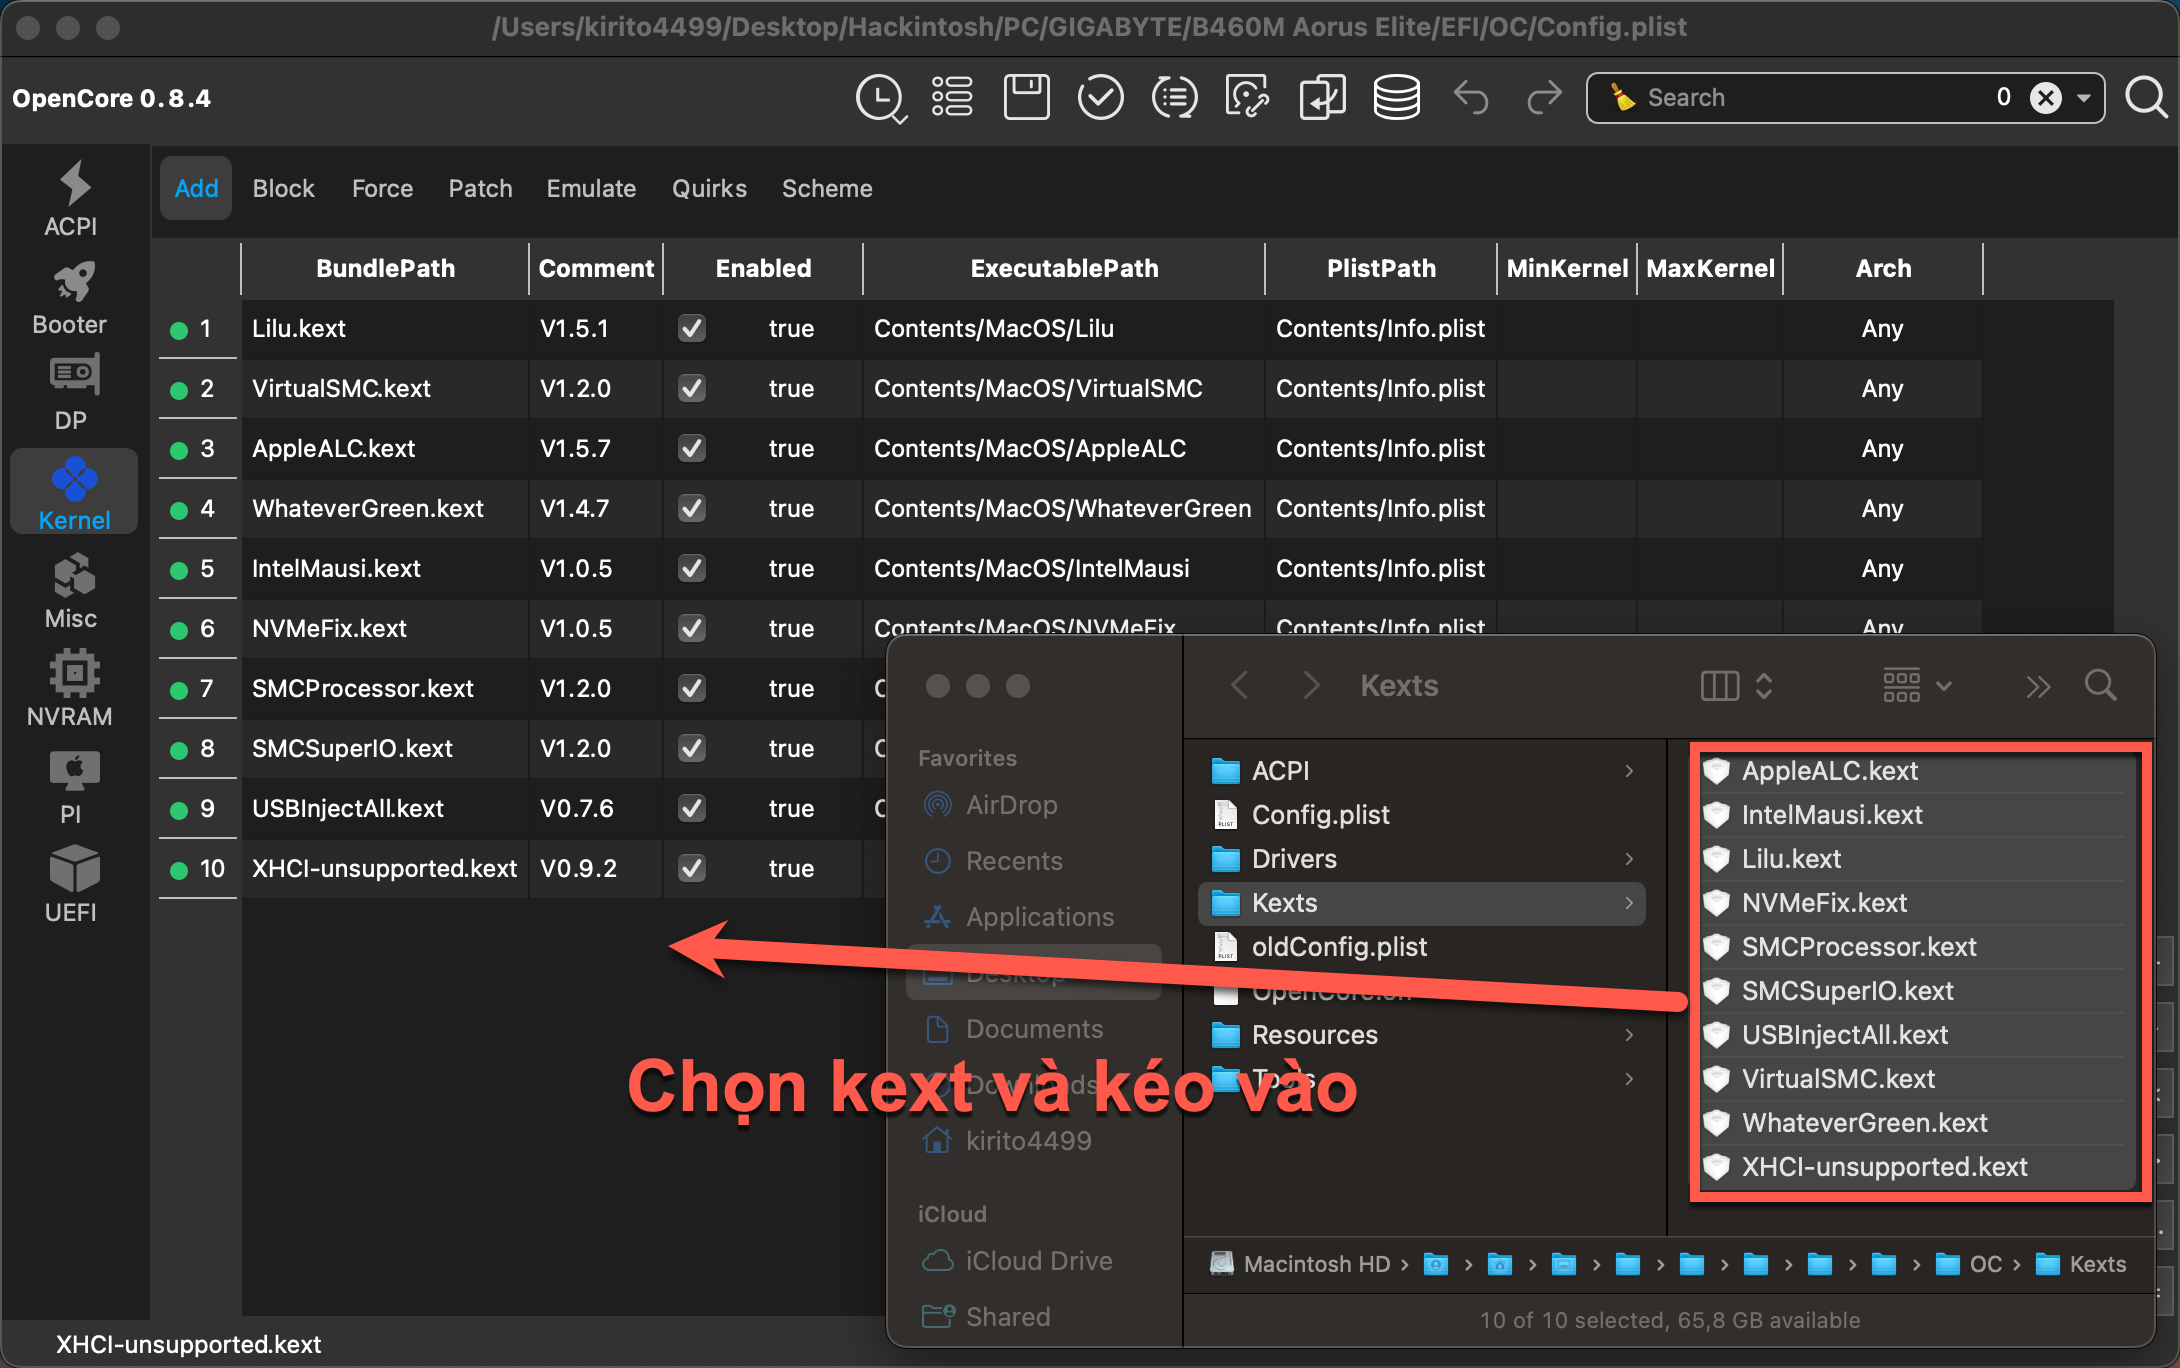 /Users/kirito4499/Desktop/Hackintosh/PC/GIGABYTE/B460M Aorus Elite/EFI/OC/Config.plist
OpenCore 0.8.4
Search 0
ACPI
Booter
DP
Kernel
Misc
NVRAM
PI
UEFI
Add Block Force Patch Emulate Quirks Scheme
BundlePath Comment Enabled ExecutablePath PlistPath MinKernel MaxKernel Arch
1 Lilu.kext V1.5.1 true Contents/MacOS/Lilu Contents/Info.plist Any
2 VirtualSMC.kext V1.2.0 true Contents/MacOS/VirtualSMC Contents/Info.plist Any
3 AppleALC.kext V1.5.7 true Contents/MacOS/AppleALC Contents/Info.plist Any
4 WhateverGreen.kext V1.4.7 true Contents/MacOS/WhateverGreen Contents/Info.plist Any
5 IntelMausi.kext V1.0.5 true Contents/MacOS/IntelMausi Contents/Info.plist Any
6 NVMeFix.kext V1.0.5 true Contents/MacOS/NVMeFix Contents/Info.plist Any
7 SMCProcessor.kext V1.2.0 true
8 SMCSuperIO.kext V1.2.0 true
9 USBInjectAll.kext V0.7.6 true
10 XHCI-unsupported.kext V0.9.2 true
Kexts
Favorites
AirDrop
Recents
Applications
Desktop
Documents
Downloads
kirito4499
iCloud
iCloud Drive
Shared
ACPI
Config.plist
Drivers
Kexts
oldConfig.plist
Resources
Tools
AppleALC.kext
IntelMausi.kext
Lilu.kext
NVMeFix.kext
SMCProcessor.kext
SMCSuperIO.kext
USBInjectAll.kext
VirtualSMC.kext
WhateverGreen.kext
XHCI-unsupported.kext
Chọn kext và kéo vào
Macintosh HD › › › › › › › › › OC › Kexts
10 of 10 selected, 65,8 GB available
XHCI-unsupported.kext